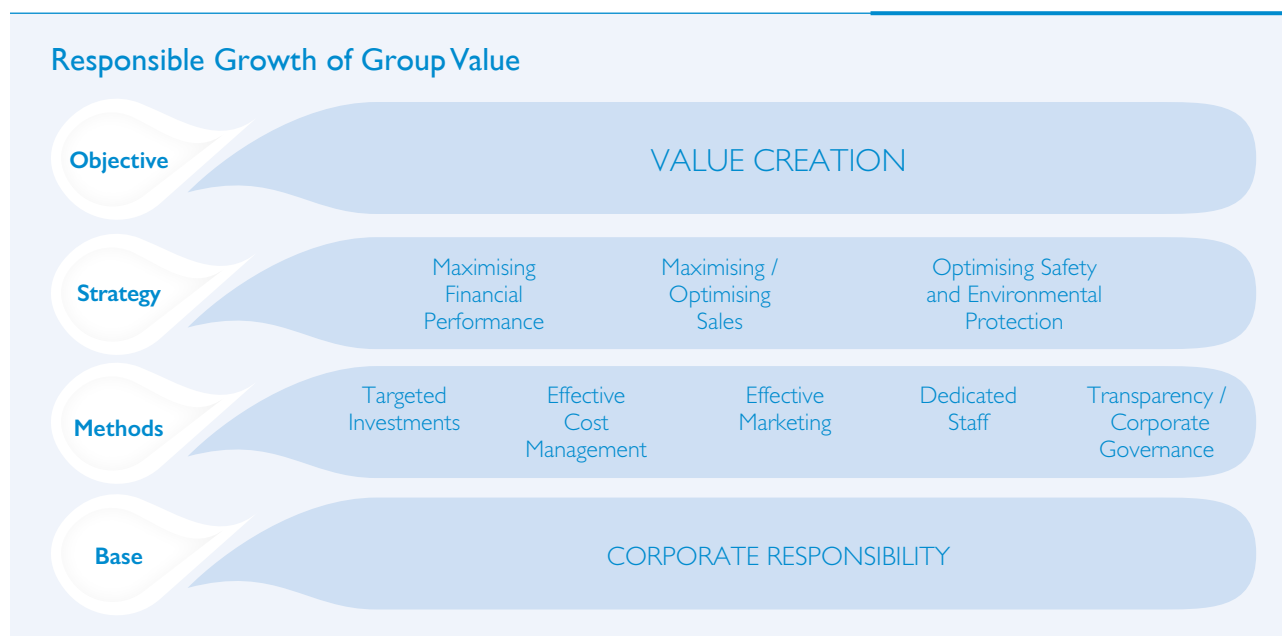 Responsible Growth of Group Value
Objective
VALUE CREATION
Strategy
Maximising
Financial
Performance
Maximising /
Optimising
Sales
Optimising Safety
and Environmental
Protection
Methods
Targeted
Investments
Effective
Cost
Management
Effective
Marketing
Dedicated
Staff
Transparency /
Corporate
Governance
Base
CORPORATE RESPONSIBILITY